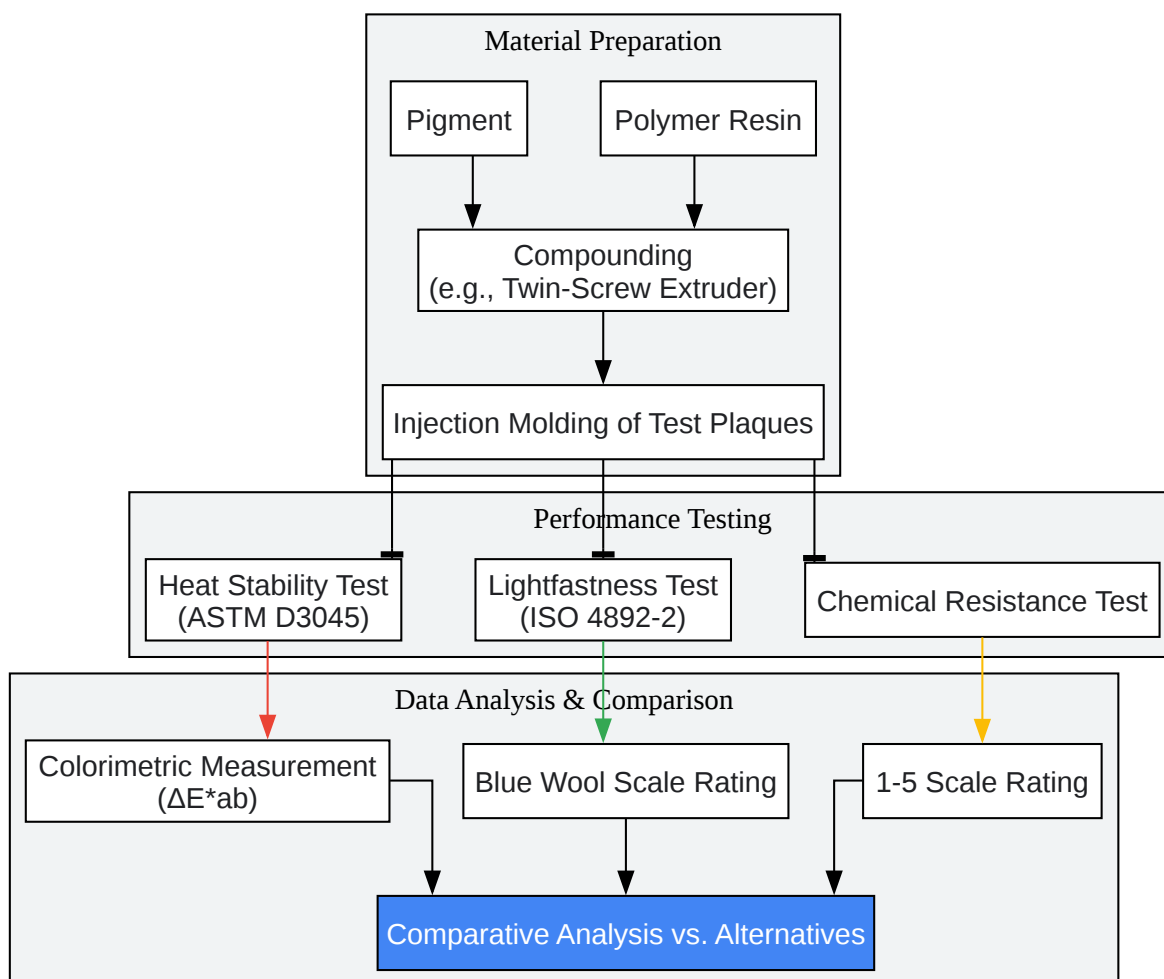 Material Preparation
Pigment
Polymer Resin
Compounding
(e.g., Twin-Screw Extruder)
Injection Molding of Test Plaques
Performance Testing
Heat Stability Test
(ASTM D3045)
Lightfastness Test
(ISO 4892-2)
Chemical Resistance Test
Data Analysis & Comparison
Colorimetric Measurement
(ΔE*ab)
Blue Wool Scale Rating
1-5 Scale Rating
Comparative Analysis vs. Alternatives